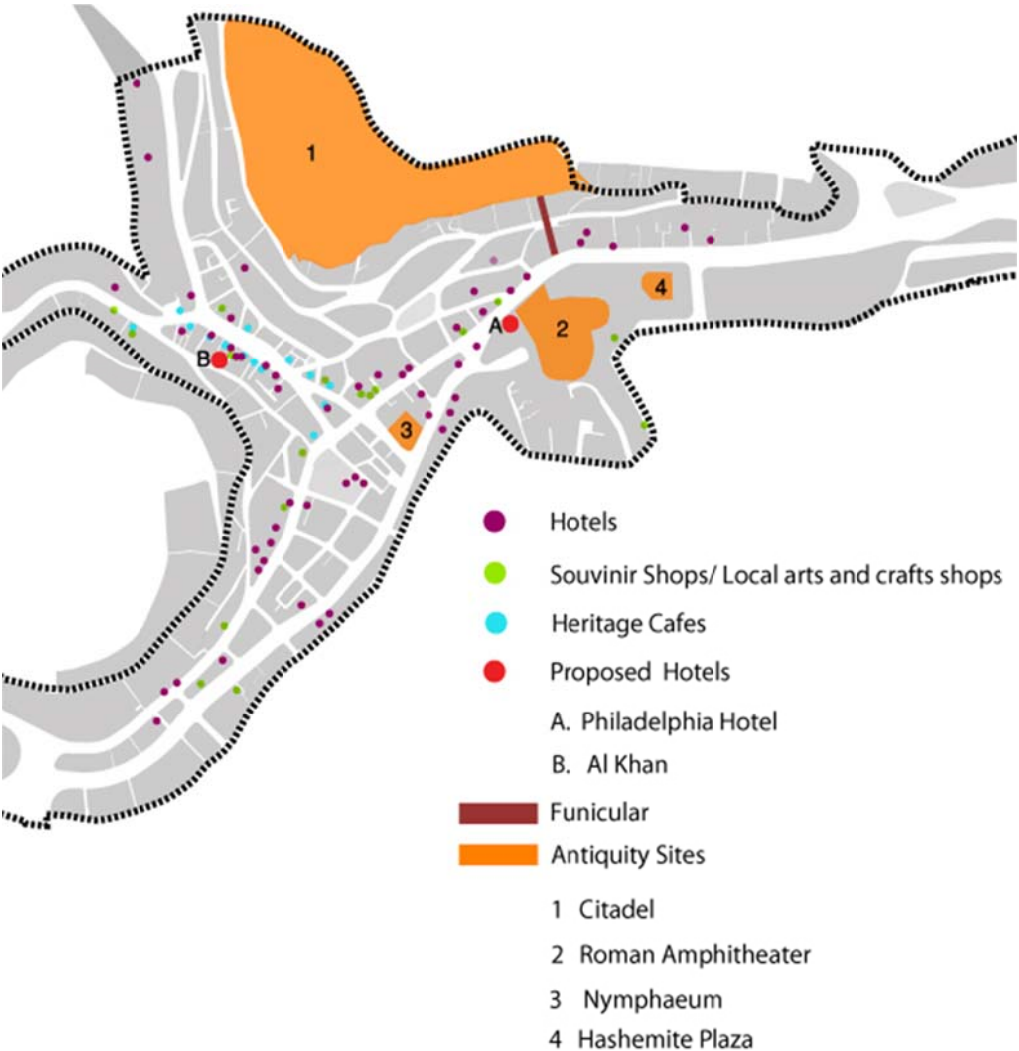 1
4
A
2
B
3
Hotels
Souvinir Shops/ Local arts and crafts shops
Heritage Cafes
Proposed Hotels
A. Philadelphia Hotel
B. Al Khan
Funicular
Antiquity Sites
1 Citadel
2 Roman Amphitheater
3 Nymphaeum
4 Hashemite Plaza